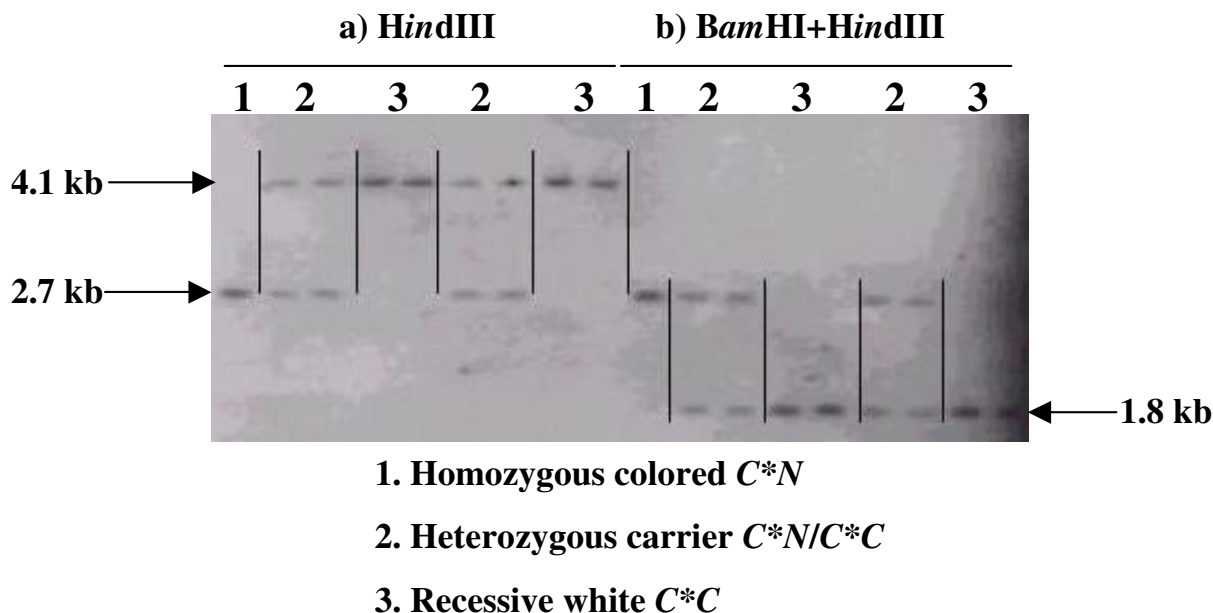 a) HindIII b) BamHI+HindIII
1 2 3 2 3 1 2 3 2 3
4.1 kb
2.7 kb
1.8 kb
1. Homozygous colored C*N
2. Heterozygous carrier C*N/C*C
3. Recessive white C*C